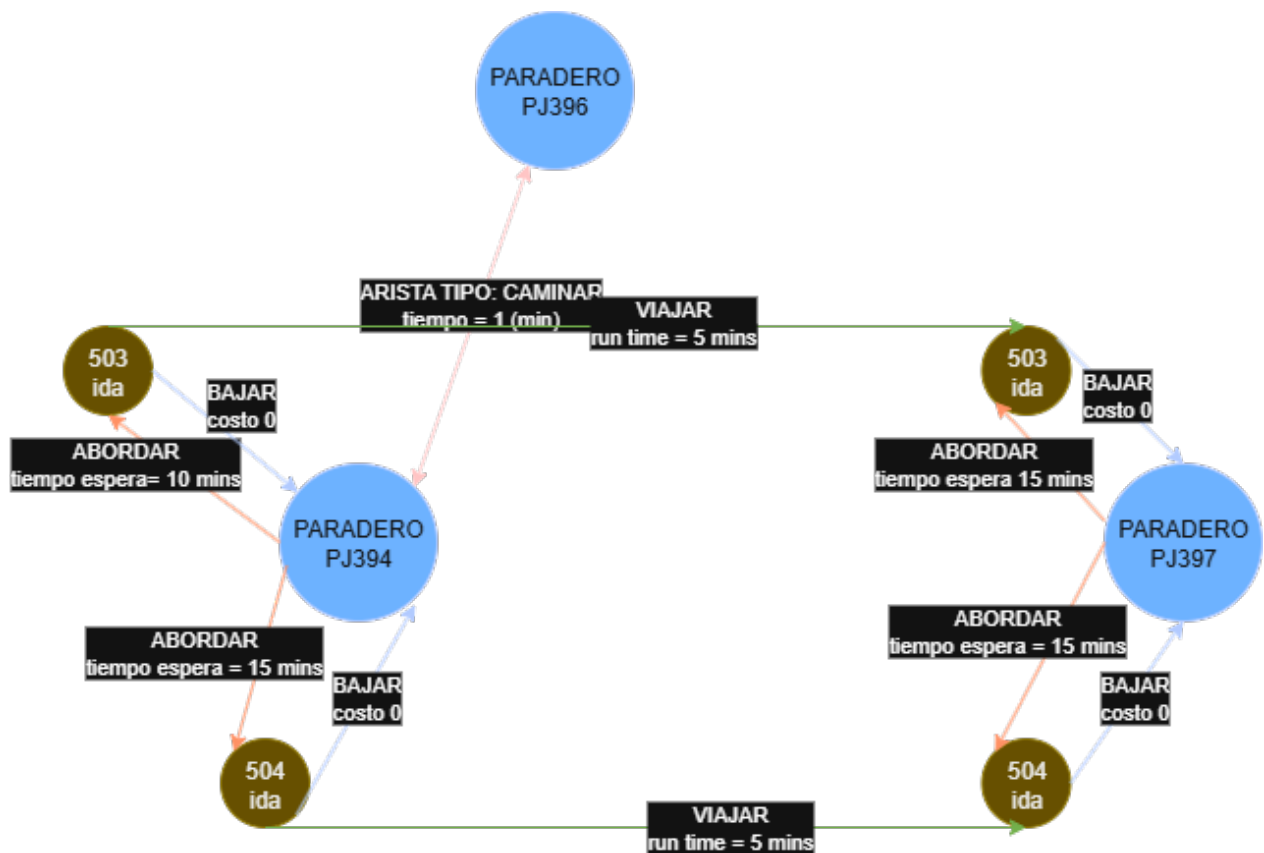 PARADERO
PJ396
ARISTA TIPO: CAMINAR
tiempo = 1 (min)
VIAJAR
run time = 5 mins
503
ida
BAJAR
costo 0
ABORDAR
tiempo espera= 10 mins
PARADERO
PJ394
ABORDAR
tiempo espera = 15 mins
BAJAR
costo 0
504
ida
503
ida
BAJAR
costo 0
ABORDAR
tiempo espera 15 mins
PARADERO
PJ397
ABORDAR
tiempo espera = 15 mins
BAJAR
costo 0
504
ida
VIAJAR
run time = 5 mins